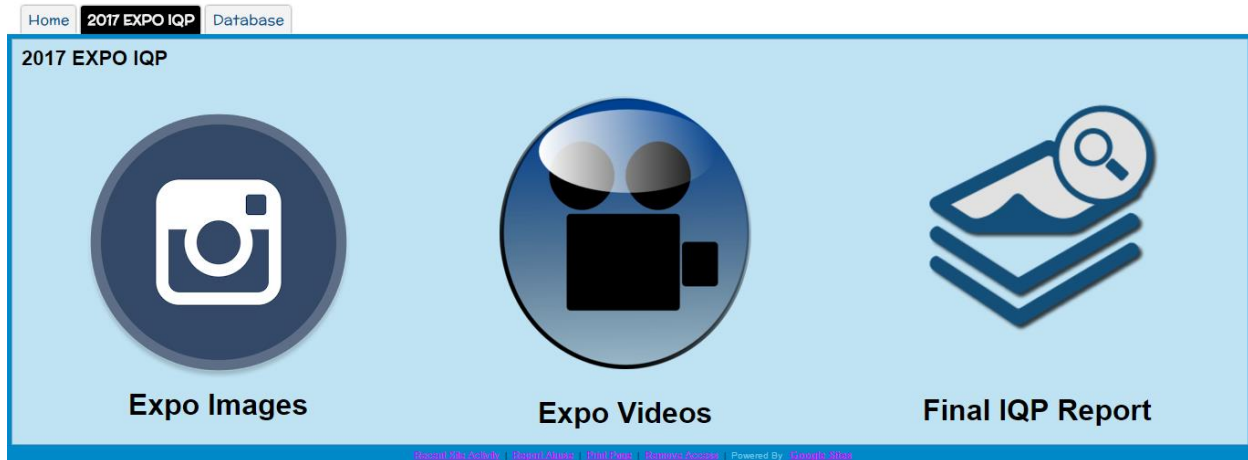 Home 2017 EXPO IQP Database
2017 EXPO IQP
Expo Images
Expo Videos
Final IQP Report
Recent Site Activity | Report Abuse | Print Page | Remove Access | Powered By Google Sites